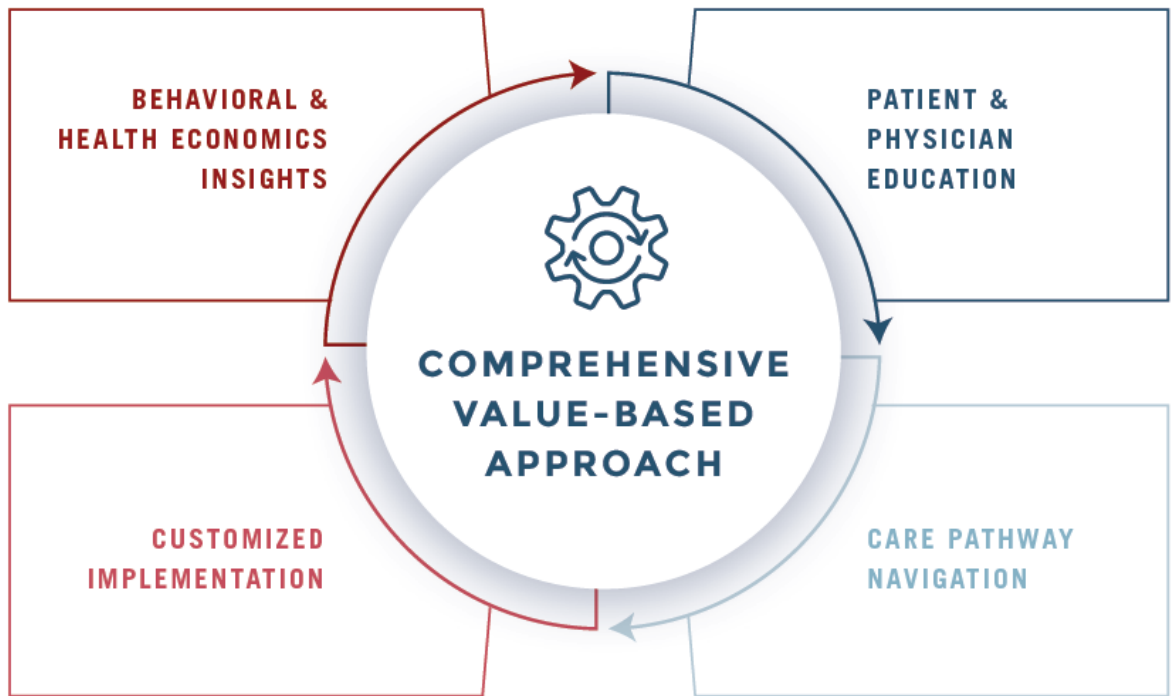 BEHAVIORAL &
HEALTH ECONOMICS
INSIGHTS
PATIENT &
PHYSICIAN
EDUCATION
COMPREHENSIVE
VALUE-BASED
APPROACH
CUSTOMIZED
IMPLEMENTATION
CARE PATHWAY
NAVIGATION